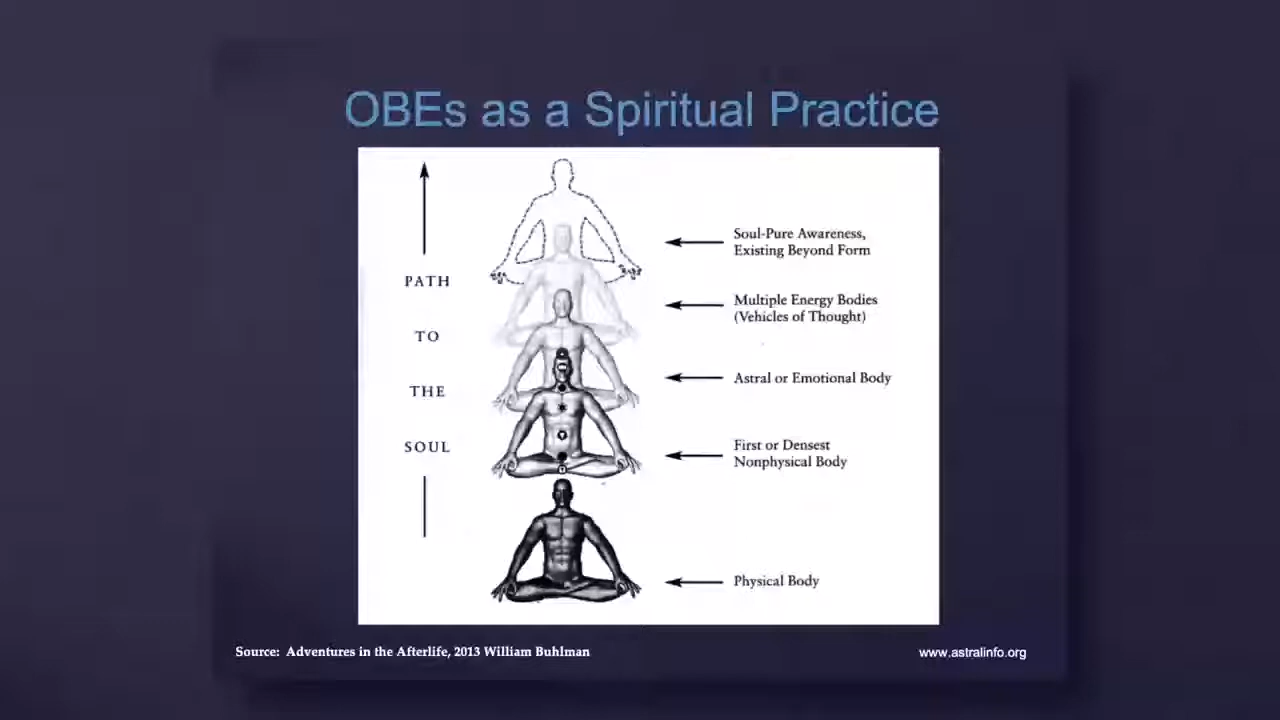 OBEs as a Spiritual Practice
PATH
TO
THE
SOUL
Soul-Pure Awareness,
Existing Beyond Form
Multiple Energy Bodies
(Vehicles of Thought)
Astral or Emotional Body
First or Densest
Nonphysical Body
Physical Body
Source: Adventures in the Afterlife, 2013 William Buhlman
www.astralinfo.org